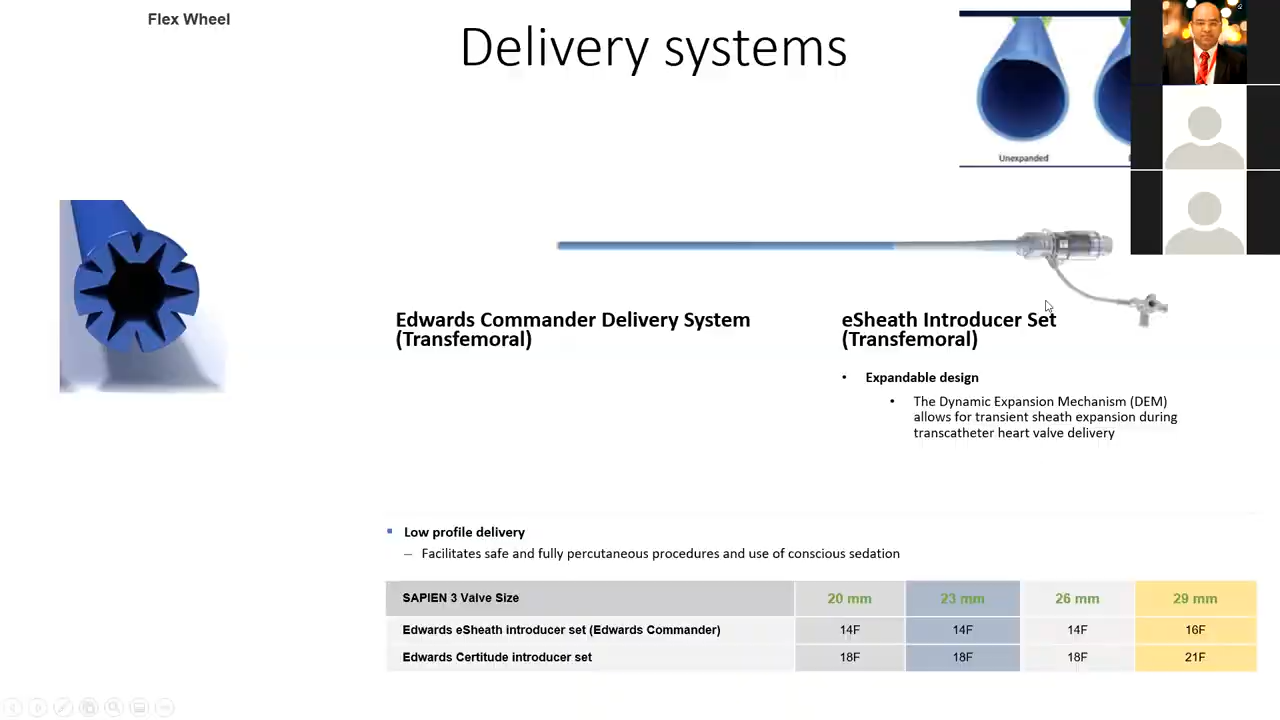 Flex Wheel
Delivery systems
Unexpanded
Edwards Commander Delivery System
(Transfemoral)
eSheath Introducer Set
(Transfemoral)
• Expandable design
• The Dynamic Expansion Mechanism (DEM)
allows for transient sheath expansion during
transcatheter heart valve delivery
Low profile delivery
– Facilitates safe and fully percutaneous procedures and use of conscious sedation
SAPIEN 3 Valve Size 20 mm 23 mm 26 mm 29 mm
Edwards eSheath introducer set (Edwards Commander) 14F 14F 14F 16F
Edwards Certitude introducer set 18F 18F 18F 21F